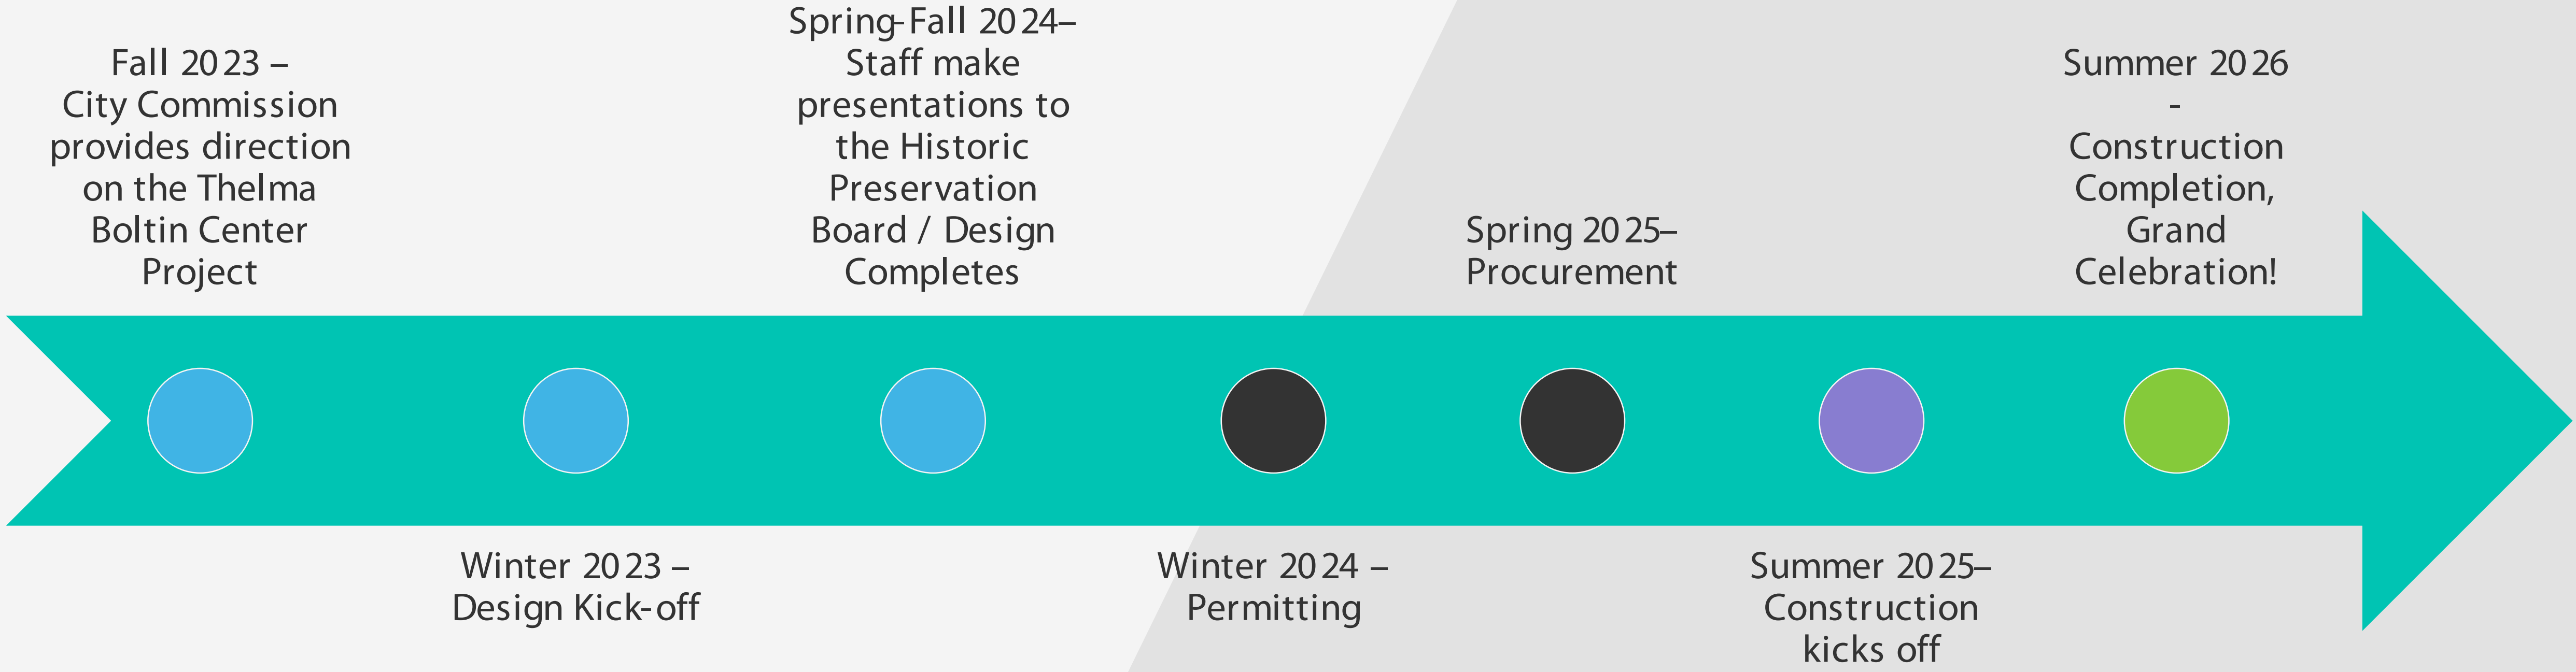 Fall 2023 –
City Commission
provides direction
on the Thelma
Boltin Center
Project
Winter 2023 –
Design Kick-off
Spring-Fall 2024–
Staff make
presentations to
the Historic
Preservation
Board / Design
Completes
Winter 2024 –
Permitting
Spring 2025–
Procurement
Summer 2025–
Construction
kicks off
Summer 2026
-
Construction
Completion,
Grand
Celebration!